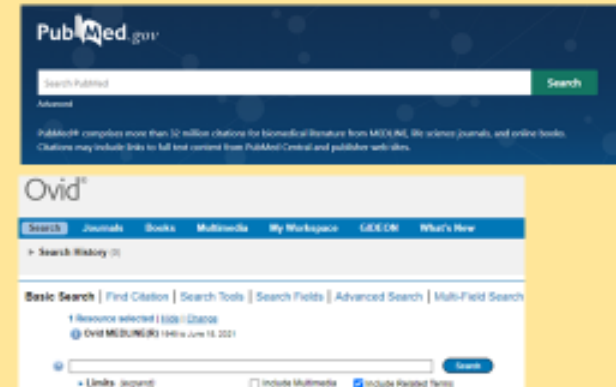 PubMed.gov
Search PubMed
Search
Advanced
PubMed® comprises more than 32 million citations for biomedical literature from MEDLINE, life science journals, and online books.
Citations may include links to full text content from PubMed Central and publisher web sites.
Ovid®
Search Journals Books Multimedia My Workspace GIDEON What's New
▸ Search History (0)
Basic Search | Find Citation | Search Tools | Search Fields | Advanced Search | Multi-Field Search
1 Resource selected | Hide | Change
Ovid MEDLINE(R) 1946 to June 18, 2021
Search
▸ Limits (expand) Include Multimedia Include Related Terms